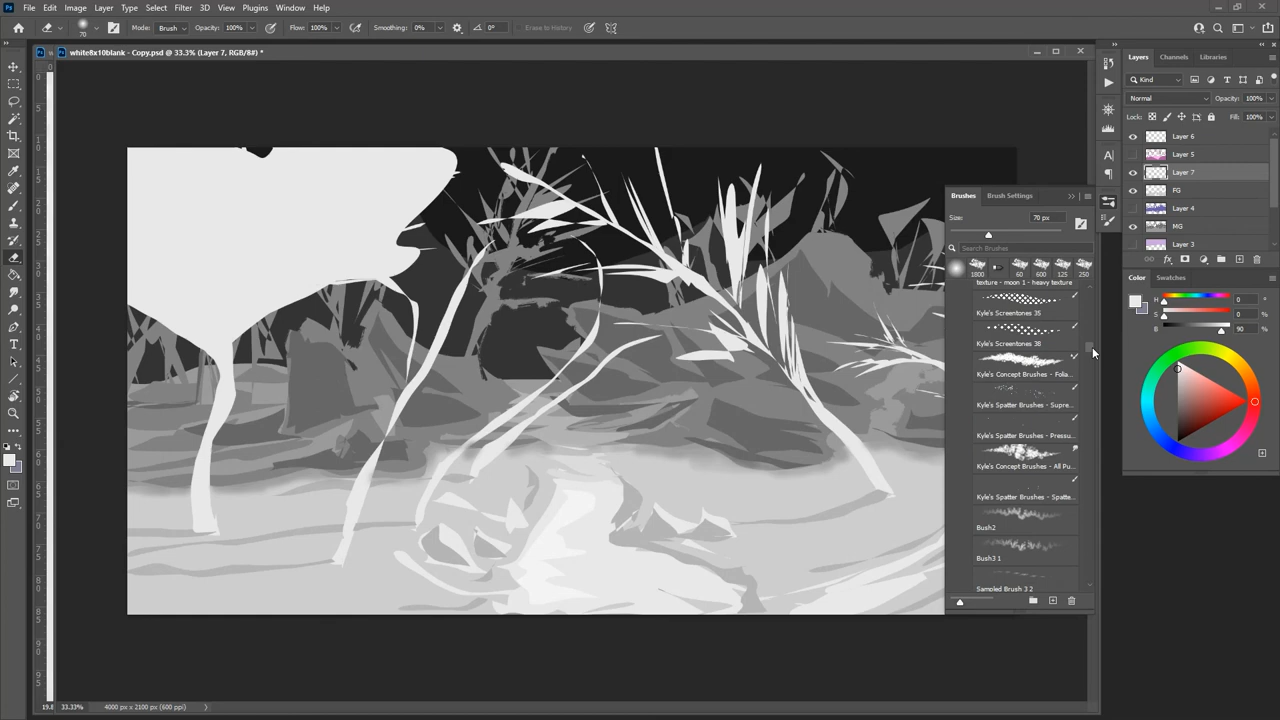 Ps File Edit Image Layer Type Select Filter 3D View Plugins Window Help
70 Mode: Brush Opacity: 100% Flow: 100% Smoothing: 0% 0° Erase to History
white8x10blank - Copy.psd @ 33.3% (Layer 7, RGB/8#) *
Layers Channels Libraries
Kind
Normal Opacity: 100%
Lock: Fill: 100%
Layer 6
Layer 5
Layer 7
FG
Layer 4
MG
Layer 3
Brushes Brush Settings
Size: 70 px
Search Brushes
1800 60 600 125 250
texture - moon 1 - heavy texture
Kyle's Screentones 35
Kyle's Screentones 38
Kyle's Concept Brushes - Folia...
Kyle's Spatter Brushes - Supre...
Kyle's Spatter Brushes - Pressu...
Kyle's Concept Brushes - All Pu...
Kyle's Spatter Brushes - Spatte...
Bush2
Bush3 1
Sampled Brush 3 2
Color Swatches
H 0 °
S 0 %
B 90 %
19.8 33.33% 4000 px x 2100 px (600 ppi)